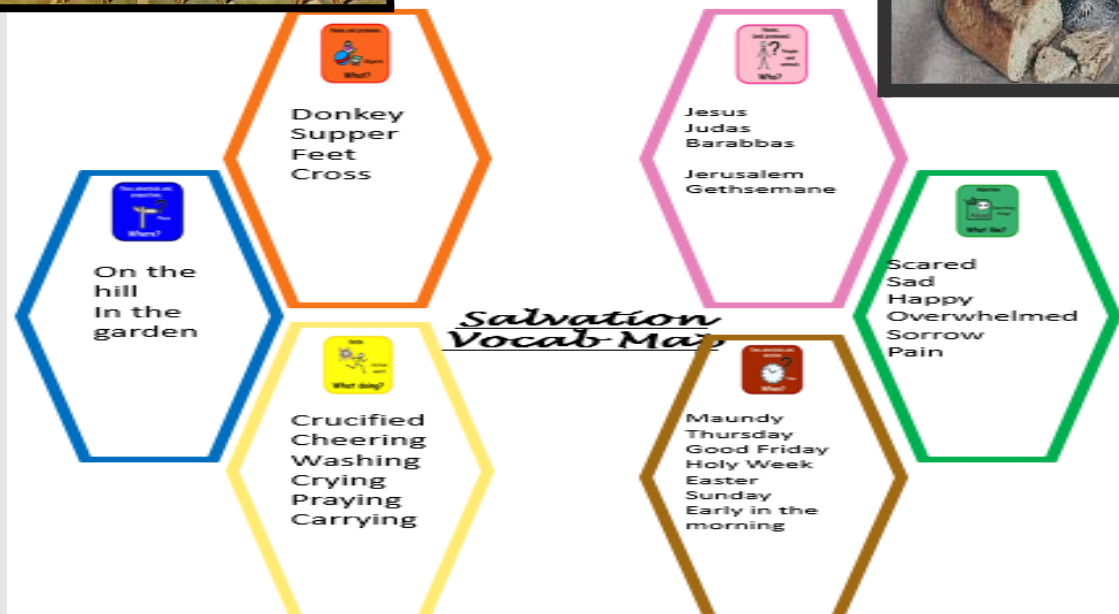 What?
Donkey
Supper
Feet
Cross
Who?
Jesus
Judas
Barabbas
Jerusalem
Gethsemane
Where?
On the
hill
In the
garden
What like?
Scared
Sad
Happy
Overwhelmed
Sorrow
Pain
Salvation
Vocab Map
What doing?
Crucified
Cheering
Washing
Crying
Praying
Carrying
When?
Maundy
Thursday
Good Friday
Holy Week
Easter
Sunday
Early in the
morning